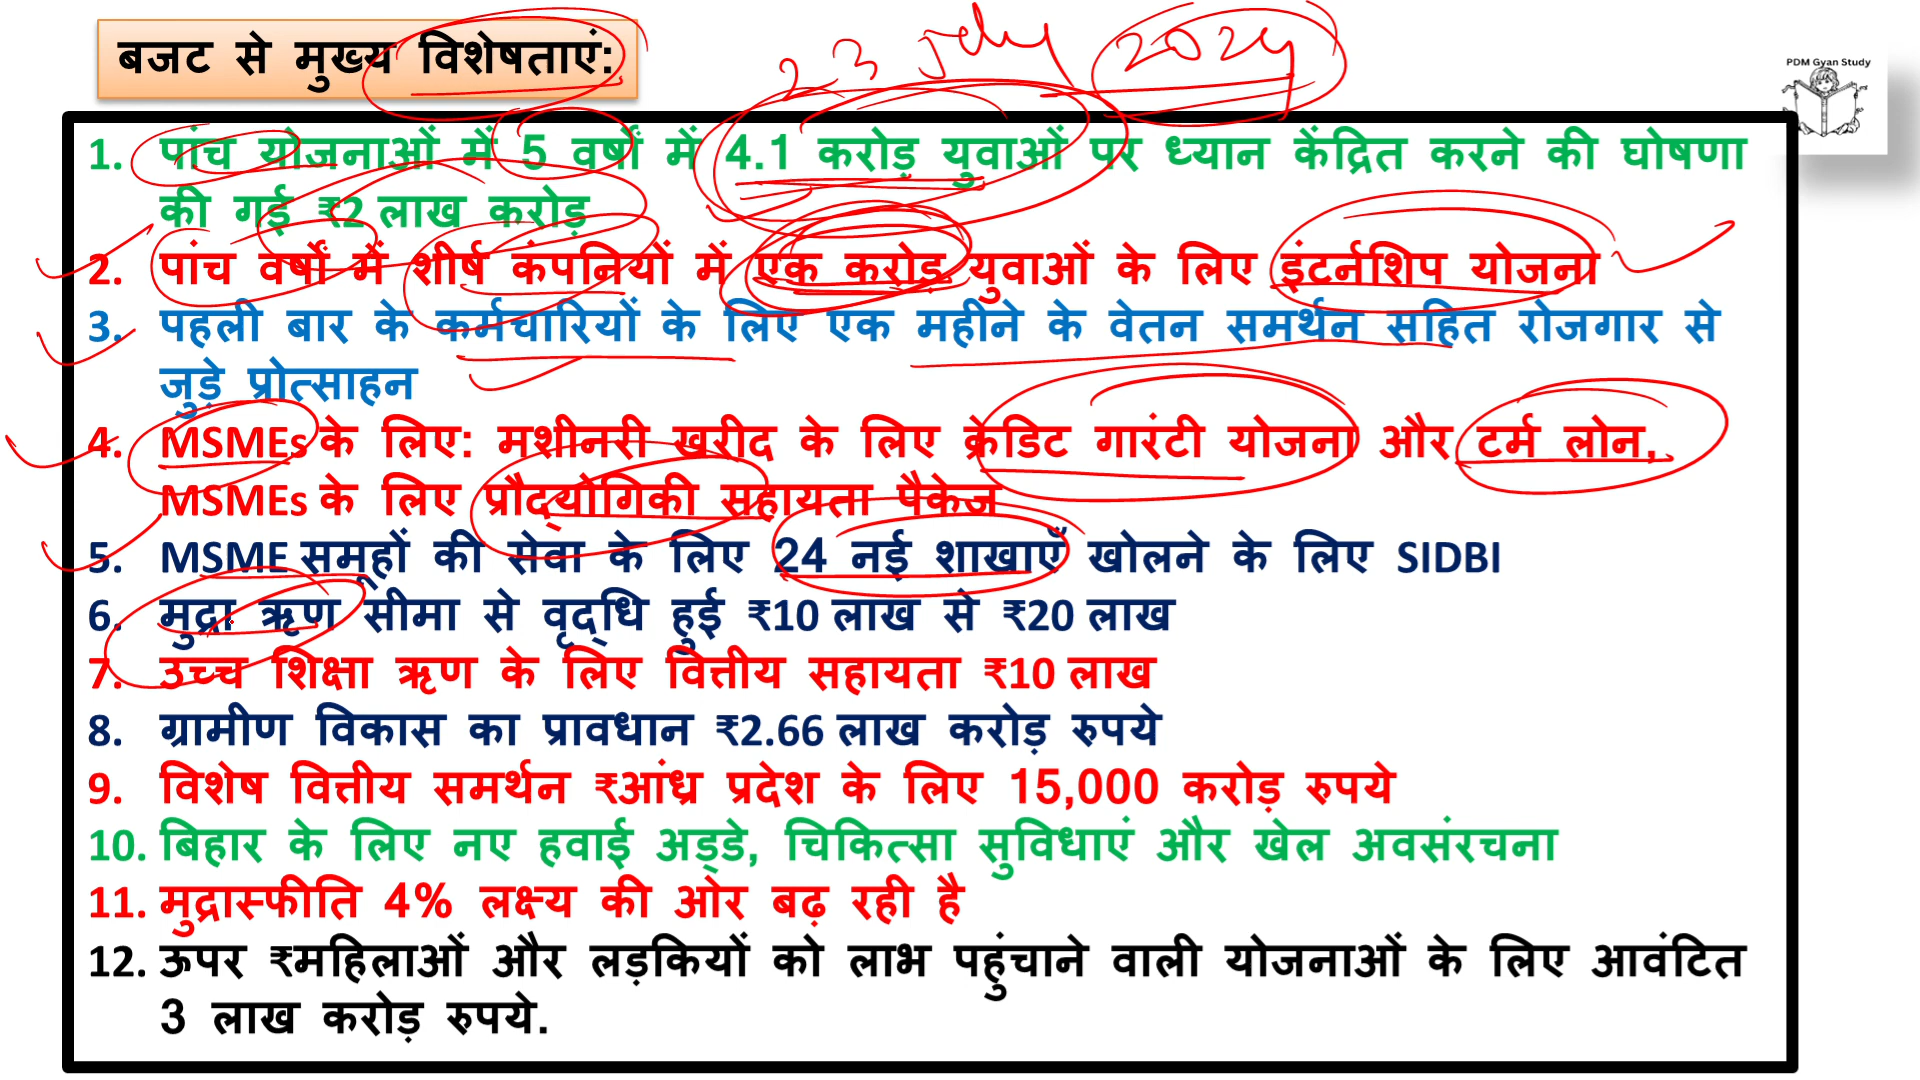 23 July 2024
बजट से मुख्य विशेषताएं:
PDM Gyan Study
1. पांच योजनाओं में 5 वर्षों में 4.1 करोड़ युवाओं पर ध्यान केंद्रित करने की घोषणा
की गई ₹2 लाख करोड़
2. पांच वर्षों में शीर्ष कंपनियों में एक करोड़ युवाओं के लिए इंटर्नशिप योजना
3. पहली बार के कर्मचारियों के लिए एक महीने के वेतन समर्थन सहित रोजगार से
जुड़े प्रोत्साहन
4. MSMEs के लिए: मशीनरी खरीद के लिए क्रेडिट गारंटी योजना और टर्म लोन,
MSMEs के लिए प्रौद्योगिकी सहायता पैकेज
5. MSME समूहों की सेवा के लिए 24 नई शाखाएँ खोलने के लिए SIDBI
6. मुद्रा ऋण सीमा से वृद्धि हुई ₹10 लाख से ₹20 लाख
7. उच्च शिक्षा ऋण के लिए वित्तीय सहायता ₹10 लाख
8. ग्रामीण विकास का प्रावधान ₹2.66 लाख करोड़ रुपये
9. विशेष वित्तीय समर्थन ₹आंध्र प्रदेश के लिए 15,000 करोड़ रुपये
10. बिहार के लिए नए हवाई अड्डे, चिकित्सा सुविधाएं और खेल अवसंरचना
11. मुद्रास्फीति 4% लक्ष्य की ओर बढ़ रही है
12. ऊपर ₹महिलाओं और लड़कियों को लाभ पहुंचाने वाली योजनाओं के लिए आवंटित
3 लाख करोड़ रुपये.